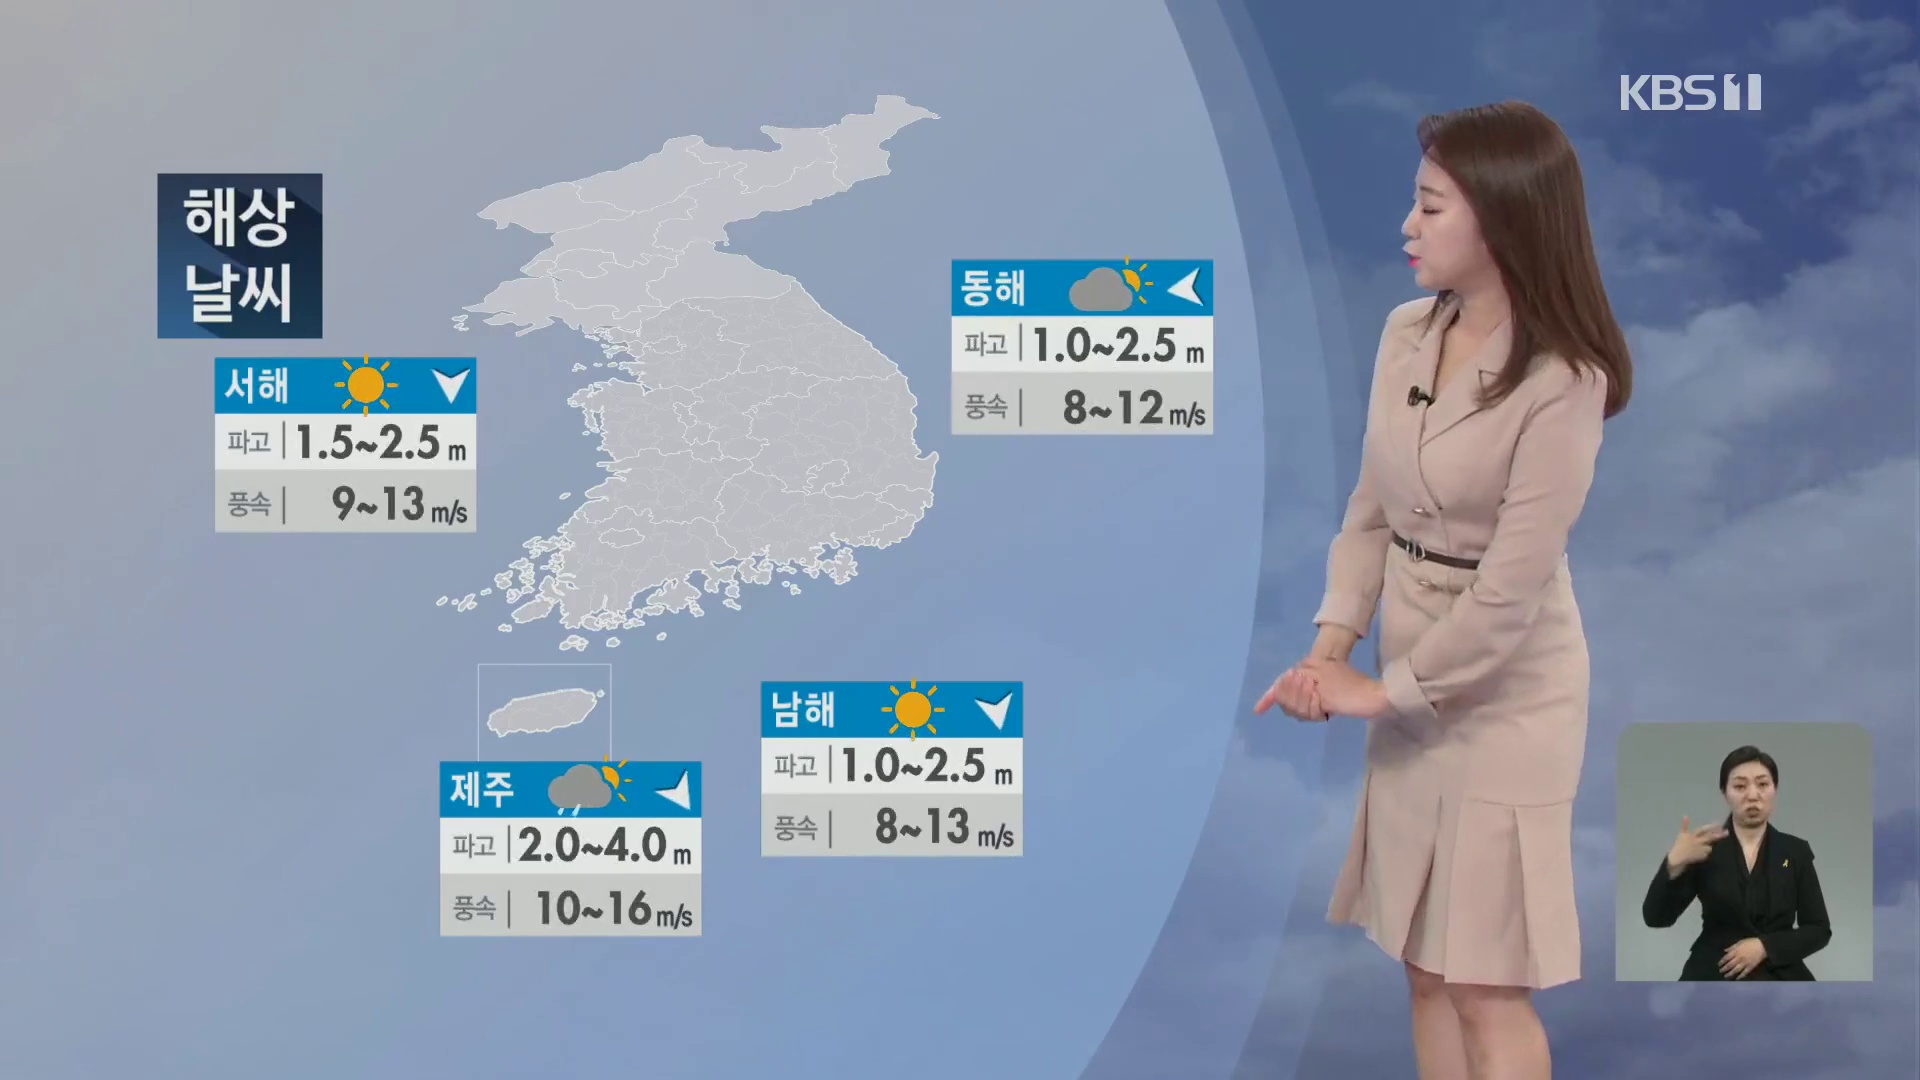 KBS 1
해상
날씨
서해
파고 1.5~2.5 m
풍속 9~13 m/s
동해
파고 1.0~2.5 m
풍속 8~12 m/s
남해
파고 1.0~2.5 m
풍속 8~13 m/s
제주
파고 2.0~4.0 m
풍속 10~16 m/s